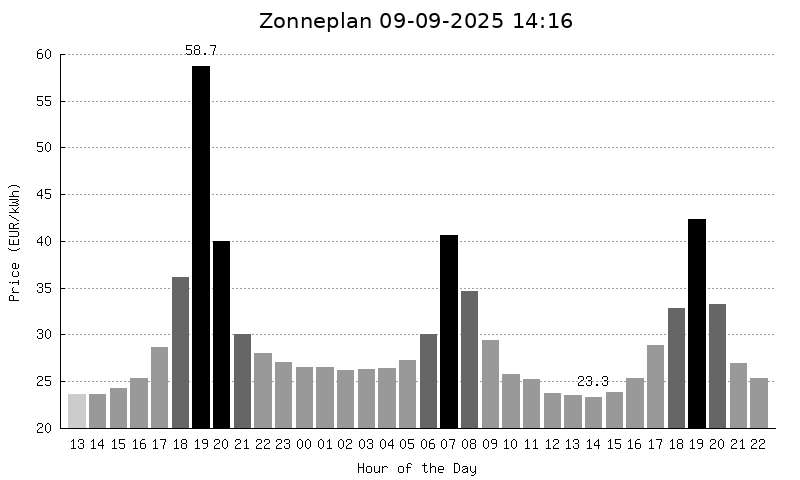 Zonneplan 09-09-2025 14:16
58.7
60
55
50
45
40
35
30
25
20
Price (EUR/kWh)
23.3
13 14 15 16 17 18 19 20 21 22 23 00 01 02 03 04 05 06 07 08 09 10 11 12 13 14 15 16 17 18 19 20 21 22
Hour of the Day